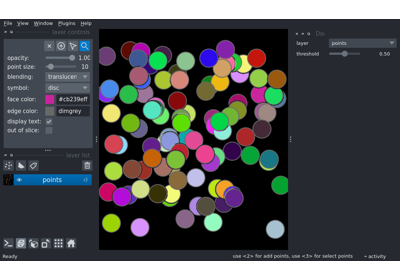 File View Window Plugins Help
layer controls
opacity: 1.00
point size: 10
blending: translucen
symbol: disc
face color: #cb239eff
edge color: dimgrey
display text:
out of slice:
layer list
points
layer points
threshold 0.50
Ready
use <2> for add points, use <3> for select points
activity